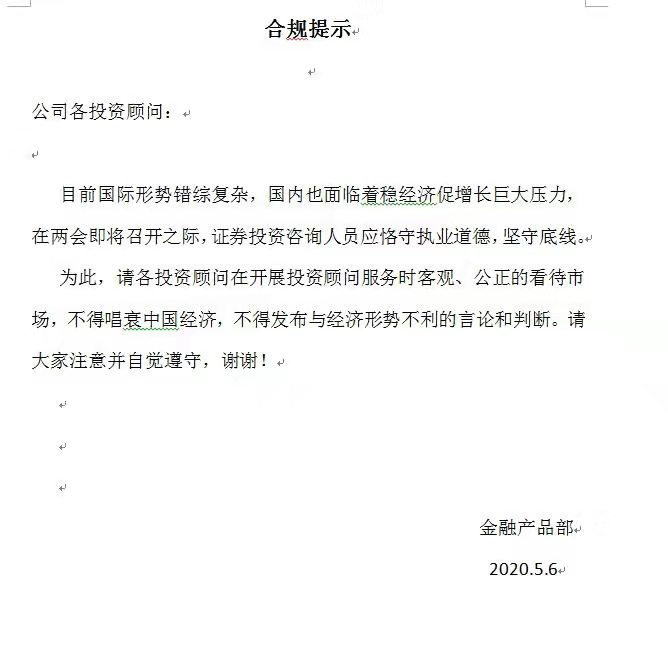 合规提示
公司各投资顾问：
目前国际形势错综复杂，国内也面临着稳经济促增长巨大压力，
在两会即将召开之际，证券投资咨询人员应恪守执业道德，坚守底线。
为此，请各投资顾问在开展投资顾问服务时客观、公正的看待市
场，不得唱衰中国经济，不得发布与经济形势不利的言论和判断。请
大家注意并自觉遵守，谢谢！
金融产品部
2020.5.6